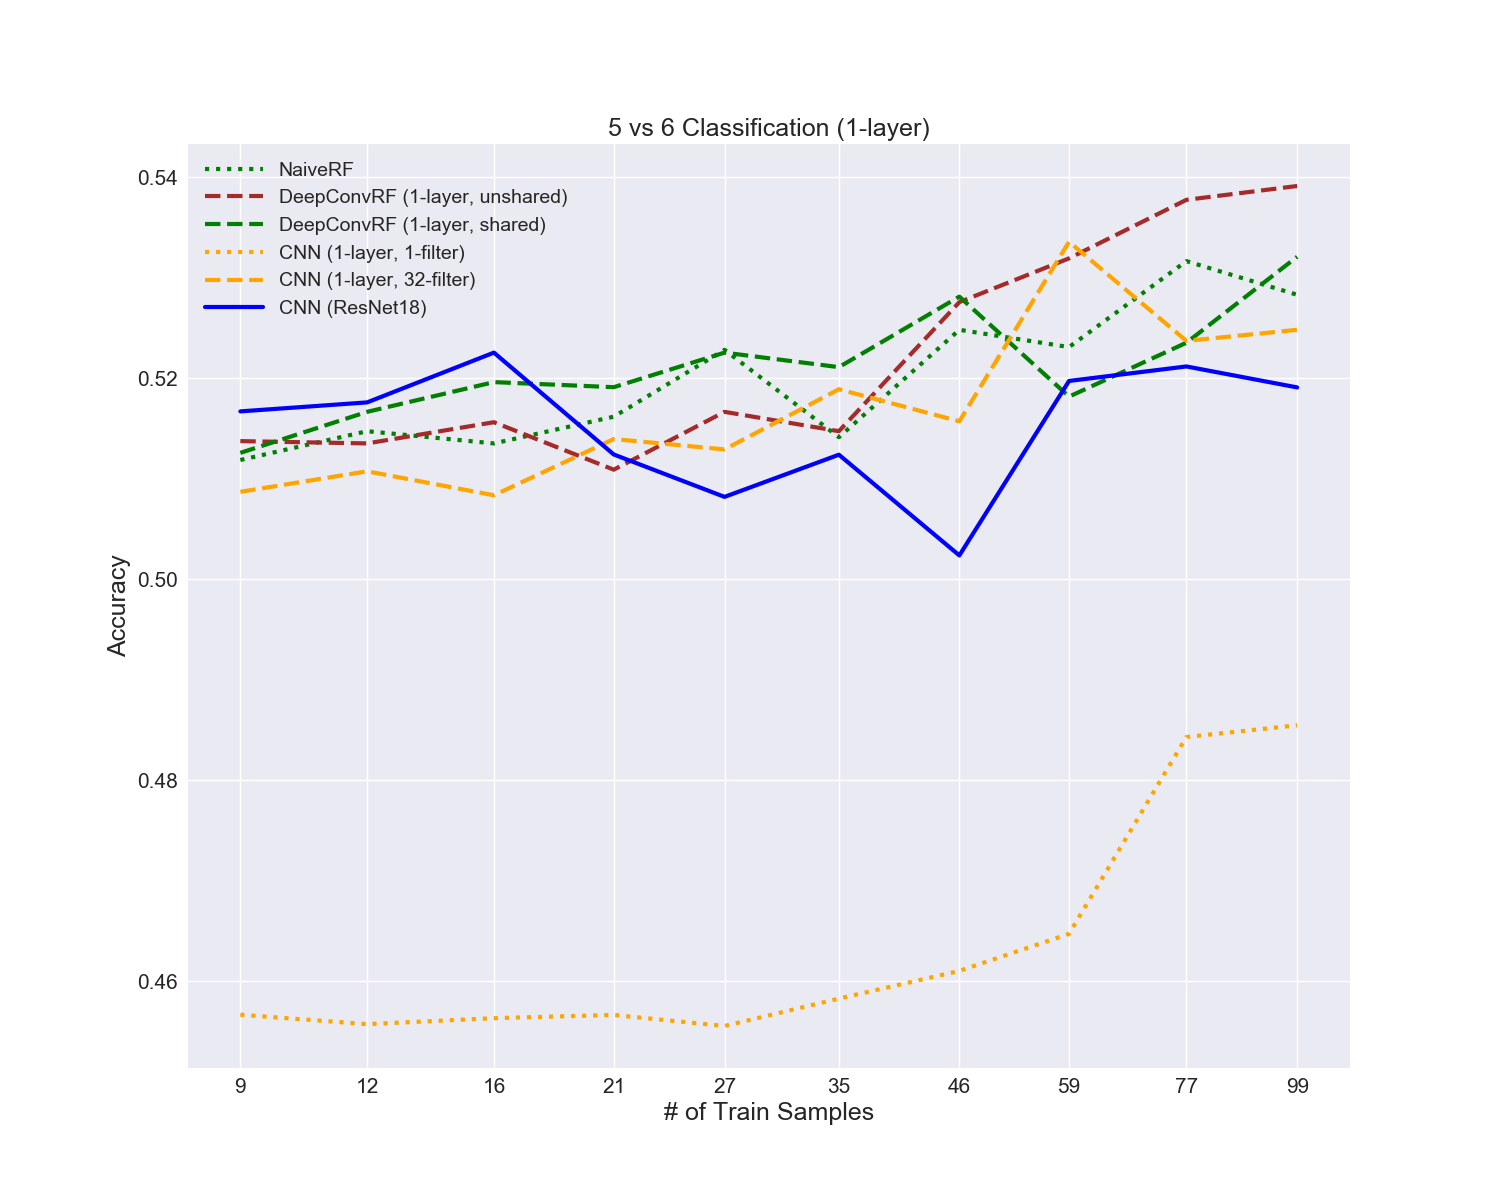 5 vs 6 Classification (1-layer)
NaiveRF
DeepConvRF (1-layer, unshared)
DeepConvRF (1-layer, shared)
CNN (1-layer, 1-filter)
CNN (1-layer, 32-filter)
CNN (ResNet18)
0.54
0.52
0.50
0.48
0.46
Accuracy
9 12 16 21 27 35 46 59 77 99
# of Train Samples